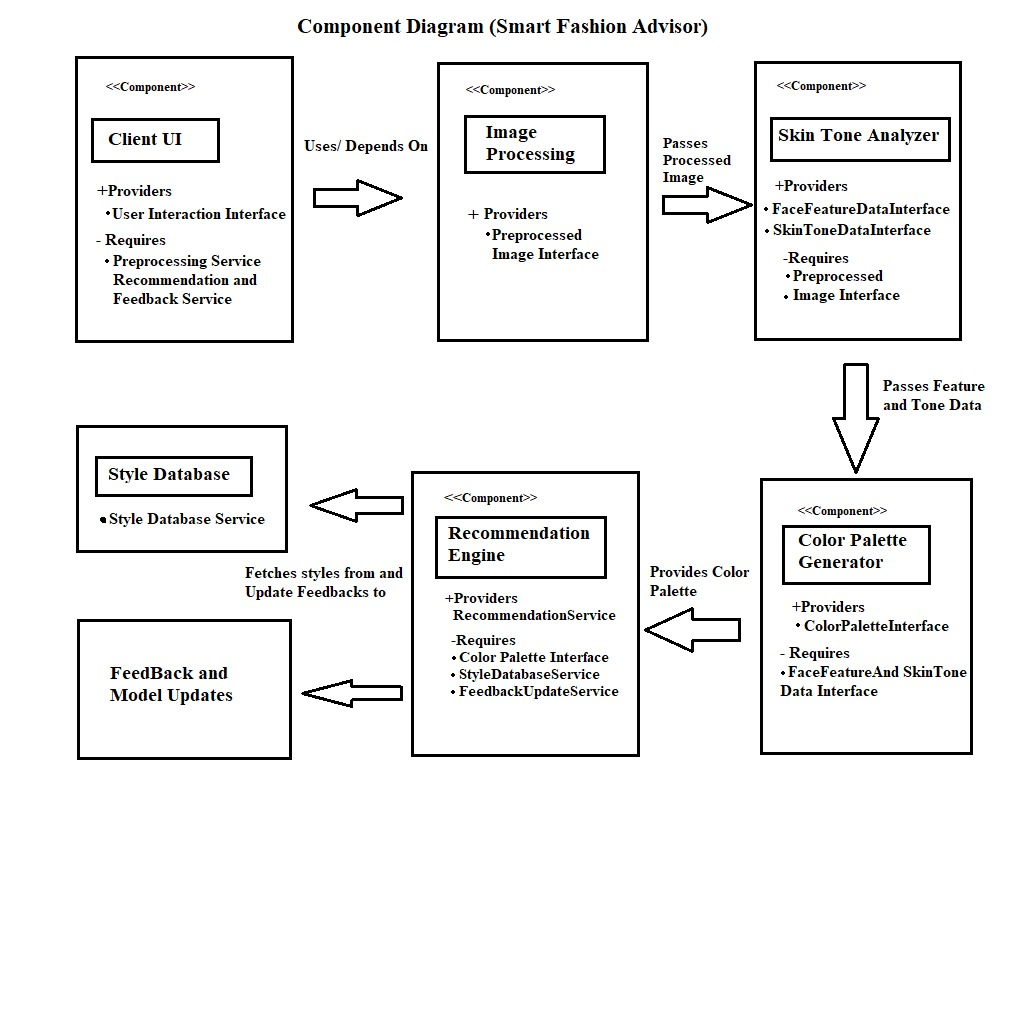 Component Diagram (Smart Fashion Advisor)
<<Component>>
Client UI
+Providers
•User Interaction Interface
- Requires
• Preprocessing Service
Recommendation and
Feedback Service
Uses/ Depends On
<<Component>>
Image
Processing
+ Providers
•Preprocessed
Image Interface
Passes
Processed
Image
<<Component>>
Skin Tone Analyzer
+Providers
• FaceFeatureDataInterface
• SkinToneDataInterface
-Requires
•Preprocessed
• Image Interface
Passes Feature
and Tone Data
Style Database
•Style Database Service
Fetches styles from and
Update Feedbacks to
FeedBack and
Model Updates
<<Component>>
Recommendation
Engine
+Providers
RecommendationService
-Requires
• Color Palette Interface
• StyleDatabaseService
• FeedbackUpdateService
Provides Color
Palette
<<Component>>
Color Palette
Generator
+Providers
• ColorPaletteInterface
- Requires
•FaceFeatureAnd SkinTone
Data Interface